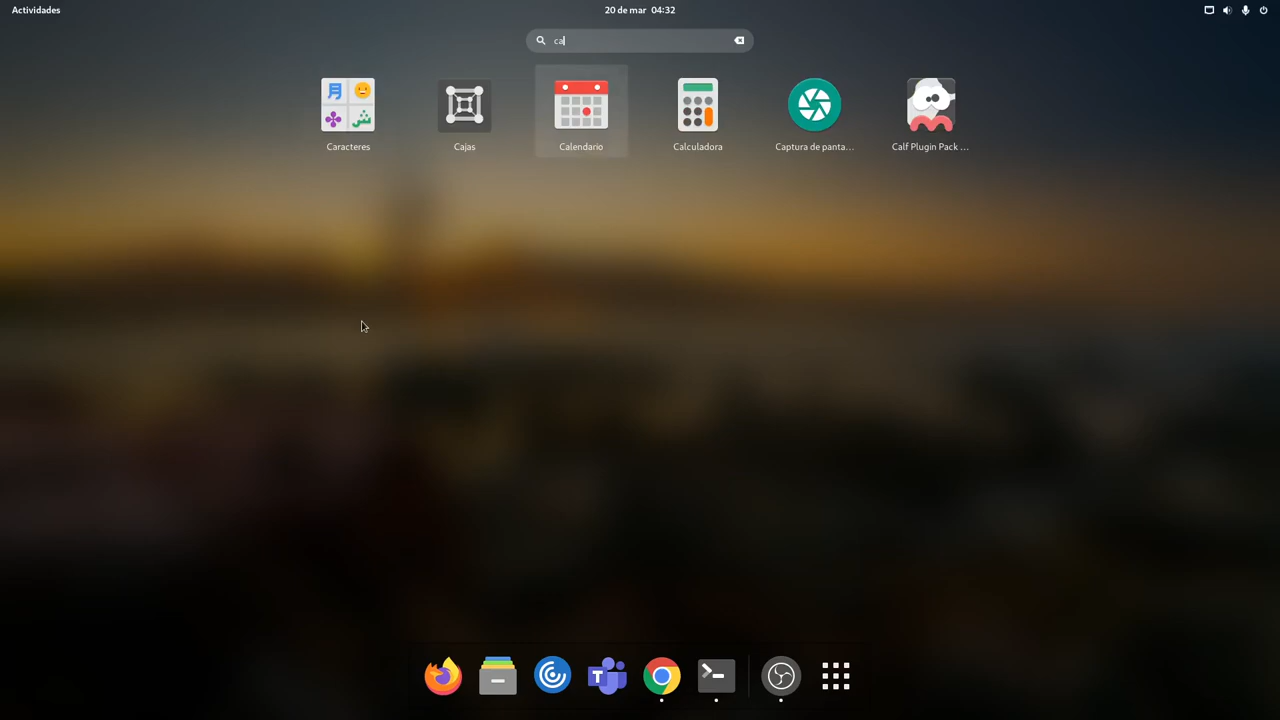 Actividades
20 de mar 04:32
ca
Caracteres
Cajas
Calendario
Calculadora
Captura de panta...
Calf Plugin Pack ...